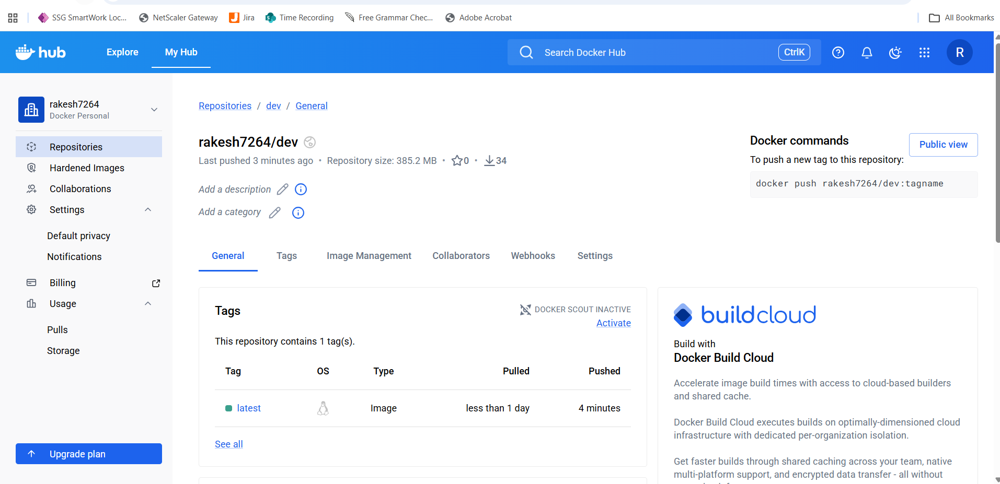 SSG SmartWork Loc...
NetScaler Gateway
Jira
Time Recording
Free Grammar Chec...
Adobe Acrobat
All Bookmarks
hub
Explore
My Hub
Search Docker Hub
CtrlK
R
rakesh7264
Docker Personal
Repositories
Hardened Images
Collaborations
Settings
Default privacy
Notifications
Billing
Usage
Pulls
Storage
Upgrade plan
Repositories / dev / General
rakesh7264/dev
Last pushed 3 minutes ago • Repository size: 385.2 MB • 0 • 34
Add a description
Add a category
Docker commands
Public view
To push a new tag to this repository:
docker push rakesh7264/dev:tagname
General
Tags
Image Management
Collaborators
Webhooks
Settings
Tags
DOCKER SCOUT INACTIVE
Activate
This repository contains 1 tag(s).
Tag OS Type Pulled Pushed
latest Image less than 1 day 4 minutes
See all
buildcloud
Build with
Docker Build Cloud
Accelerate image build times with access to cloud-based builders
and shared cache.
Docker Build Cloud executes builds on optimally-dimensioned cloud
infrastructure with dedicated per-organization isolation.
Get faster builds through shared caching across your team, native
multi-platform support, and encrypted data transfer - all without